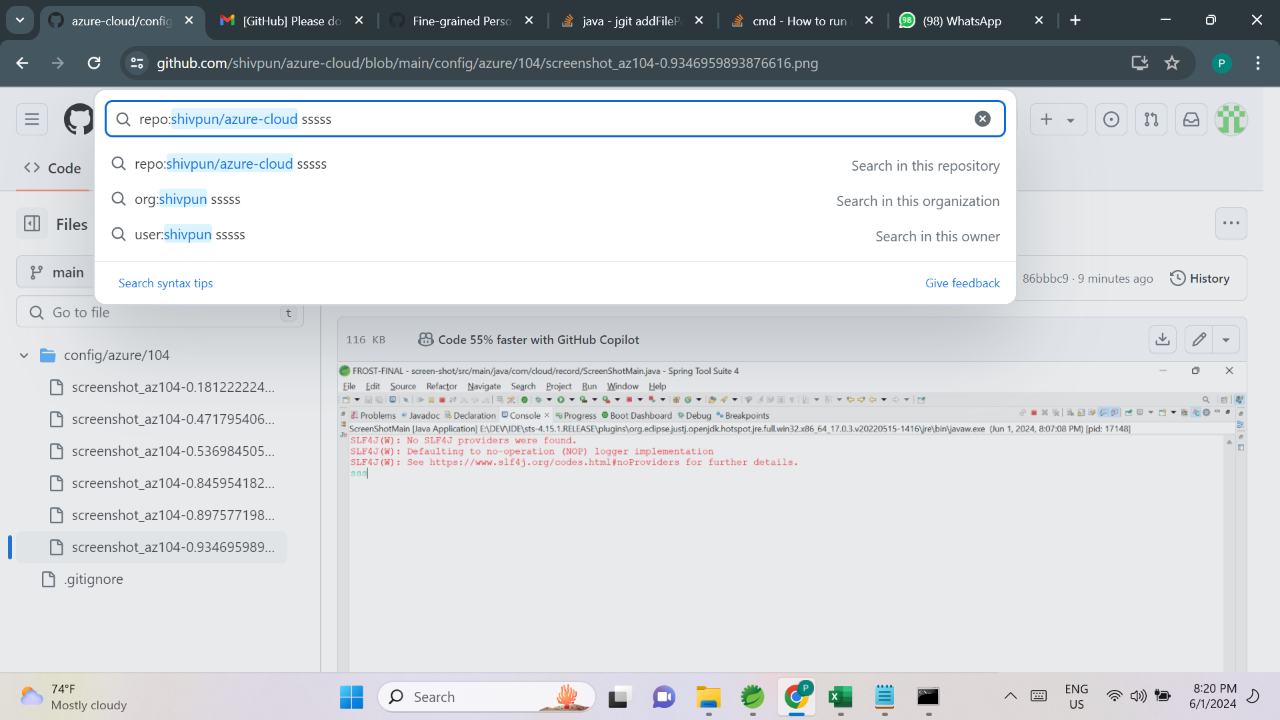 azure-cloud/config
[GitHub] Please do
Fine-grained Perso
java - jgit addFilePa
cmd - How to run
(98) WhatsApp
github.com/shivpun/azure-cloud/blob/main/config/azure/104/screenshot_az104-0.9346959893876616.png
P
repo:shivpun/azure-cloud sssss
repo:shivpun/azure-cloud sssss Search in this repository
org:shivpun sssss Search in this organization
user:shivpun sssss Search in this owner
Search syntax tips Give feedback
Code
Files
main
86bbbc9 · 9 minutes ago History
Go to file t
116 KB Code 55% faster with GitHub Copilot
config/azure/104
screenshot_az104-0.181222224...
screenshot_az104-0.471795406...
screenshot_az104-0.536984505...
screenshot_az104-0.845954182...
screenshot_az104-0.897577198...
screenshot_az104-0.934695989...
.gitignore
FROST-FINAL - screen-shot/src/main/java/com/cloud/record/ScreenShotMain.java - Spring Tool Suite 4
File Edit Source Refactor Navigate Search Project Run Window Help
Problems Javadoc Declaration Console Progress Boot Dashboard Debug Breakpoints
ScreenShotMain [Java Application] E:\DEV\IDE\sts-4.15.1.RELEASE\plugins\org.eclipse.justj.openjdk.hotspot.jre.full.win32.x86_64_17.0.3.v20220515-1416\jre\bin\javaw.exe (Jun 1, 2024, 8:07:08 PM) [pid: 17148]
SLF4J(W): No SLF4J providers were found.
SLF4J(W): Defaulting to no-operation (NOP) logger implementation
SLF4J(W): See https://www.slf4j.org/codes.html#noProviders for further details.
sss
74°F
Mostly cloudy
Search
P
ENG
US
8:20 PM
6/1/2024